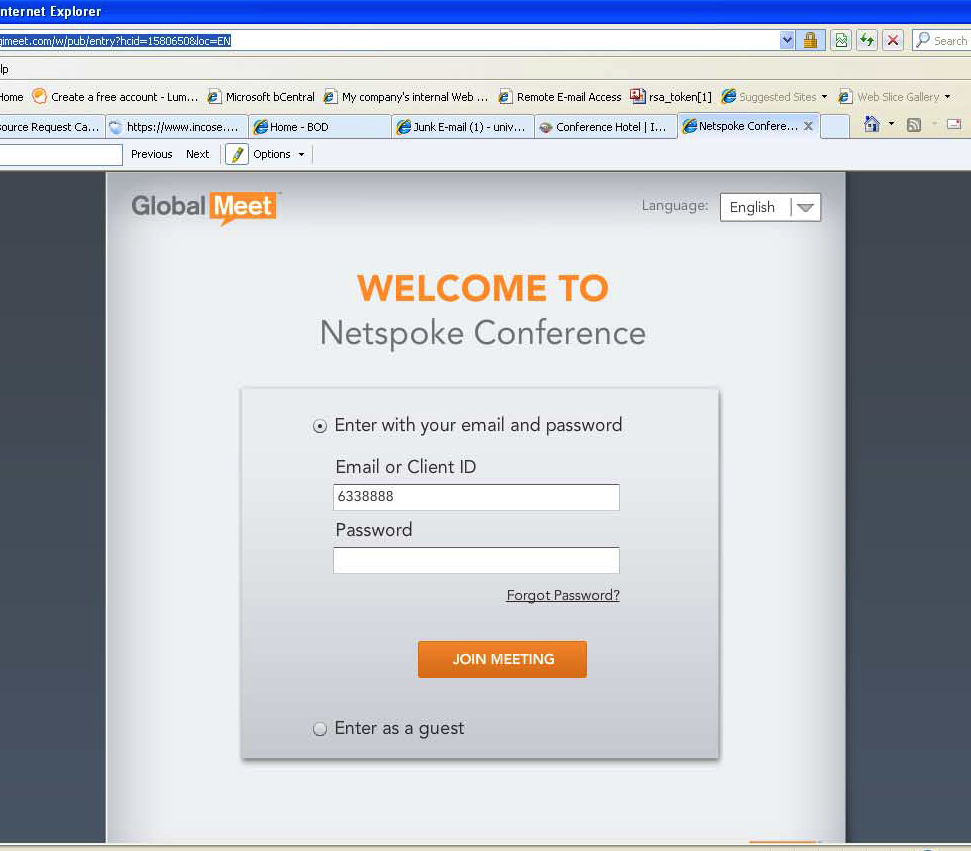 nternet Explorer
gimeet.com/w/pub/entry?hcid=1580650&loc=EN
Search
lp
Home Create a free account - Lum... Microsoft bCentral My company's internal Web ... Remote E-mail Access rsa_token[1] Suggested Sites Web Slice Gallery
source Request Ca... https://www.incose.... Home - BOD Junk E-mail (1) - univ... Conference Hotel | I... Netspoke Confere... X
Previous Next Options
Global Meet
Language: English
WELCOME TO
Netspoke Conference
Enter with your email and password
Email or Client ID
6338888
Password
Forgot Password?
JOIN MEETING
Enter as a guest